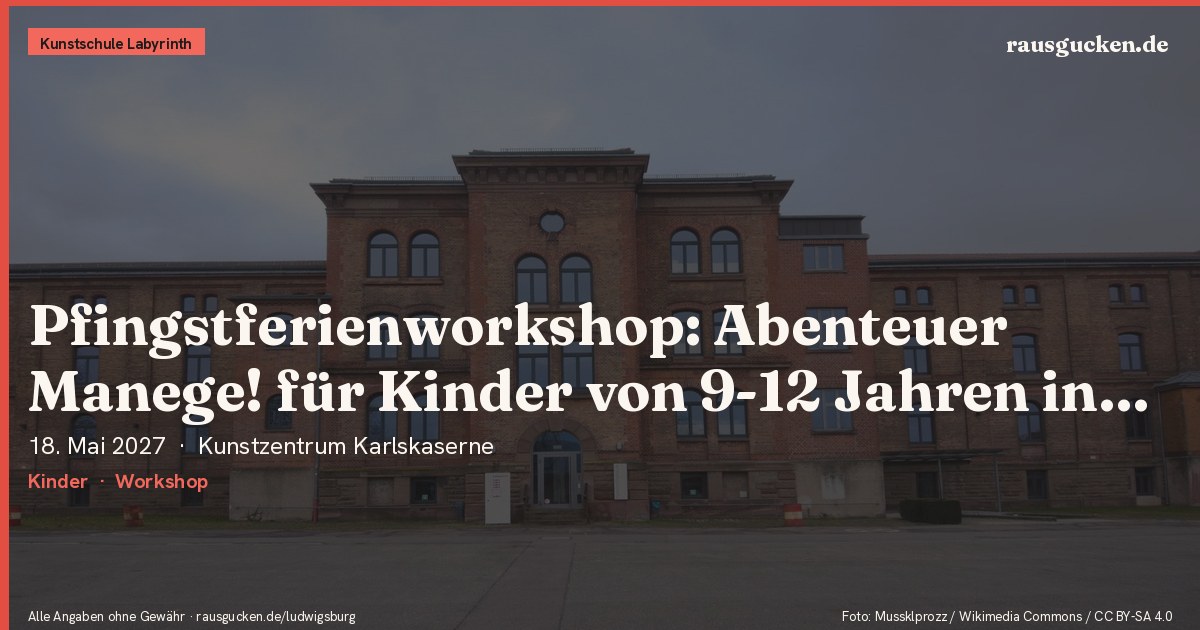 Kunstschule Labyrinth
rausgucken.de
Pfingstferienworkshop: Abenteuer
Manege! für Kinder von 9-12 Jahren in...
18. Mai 2027 · Kunstzentrum Karlskaserne
Kinder · Workshop
Alle Angaben ohne Gewähr · rausgucken.de/ludwigsburg
Foto: Mussklprozz / Wikimedia Commons / CC BY-SA 4.0